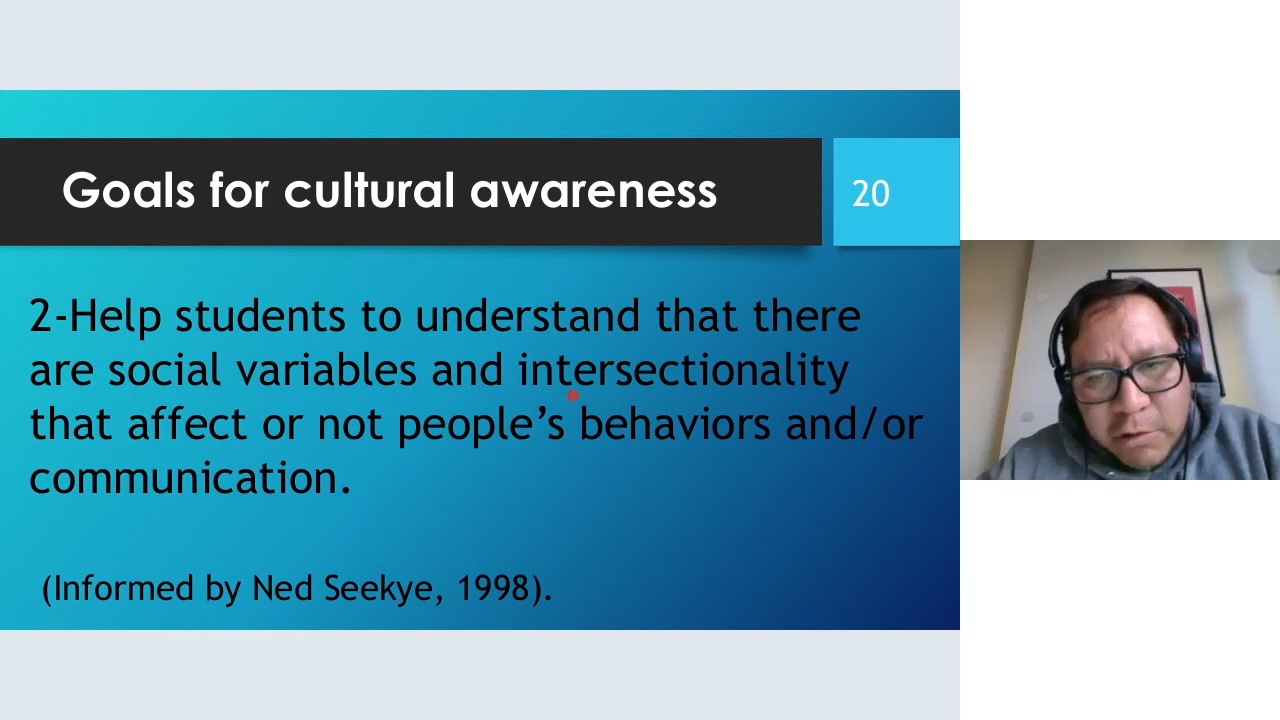 Goals for cultural awareness
20
2-Help students to understand that there
are social variables and intersectionality
that affect or not people’s behaviors and/or
communication.
(Informed by Ned Seekye, 1998).